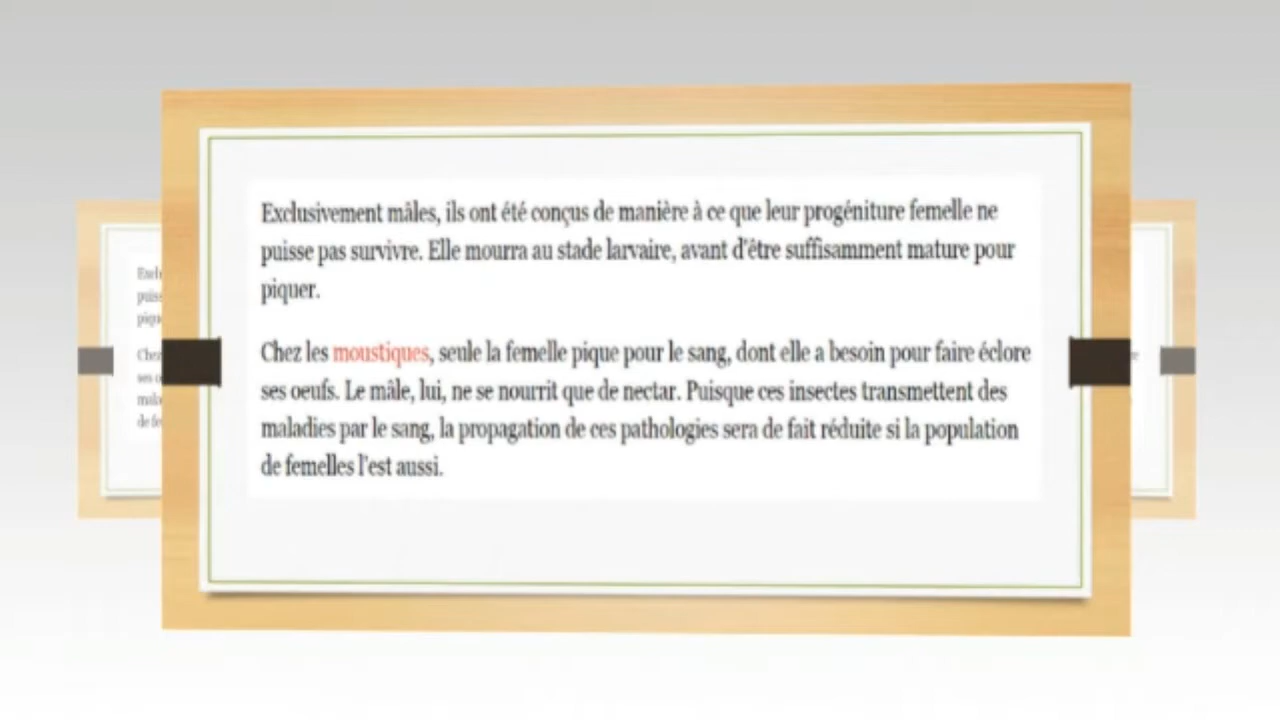 Exclusivement mâles, ils ont été conçus de manière à ce que leur progéniture femelle ne
puisse pas survivre. Elle mourra au stade larvaire, avant d'être suffisamment mature pour
piquer.
Chez les moustiques, seule la femelle pique pour le sang, dont elle a besoin pour faire éclore
ses oeufs. Le mâle, lui, ne se nourrit que de nectar. Puisque ces insectes transmettent des
maladies par le sang, la propagation de ces pathologies sera de fait réduite si la population
de femelles l'est aussi.